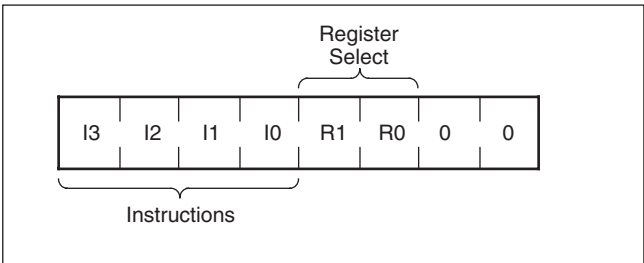 Register
Select
I3 I2 I1 I0 R1 R0 0 0
Instructions